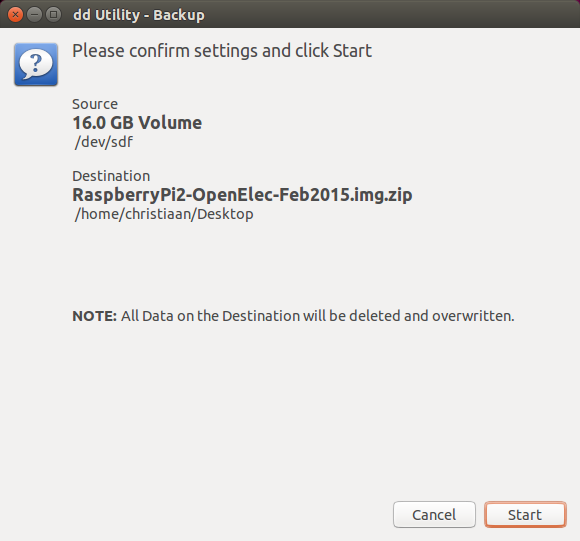 dd Utility - Backup
Please confirm settings and click Start
Source
16.0 GB Volume
/dev/sdf
Destination
RaspberryPi2-OpenElec-Feb2015.img.zip
/home/christiaan/Desktop
NOTE: All Data on the Destination will be deleted and overwritten.
Cancel Start